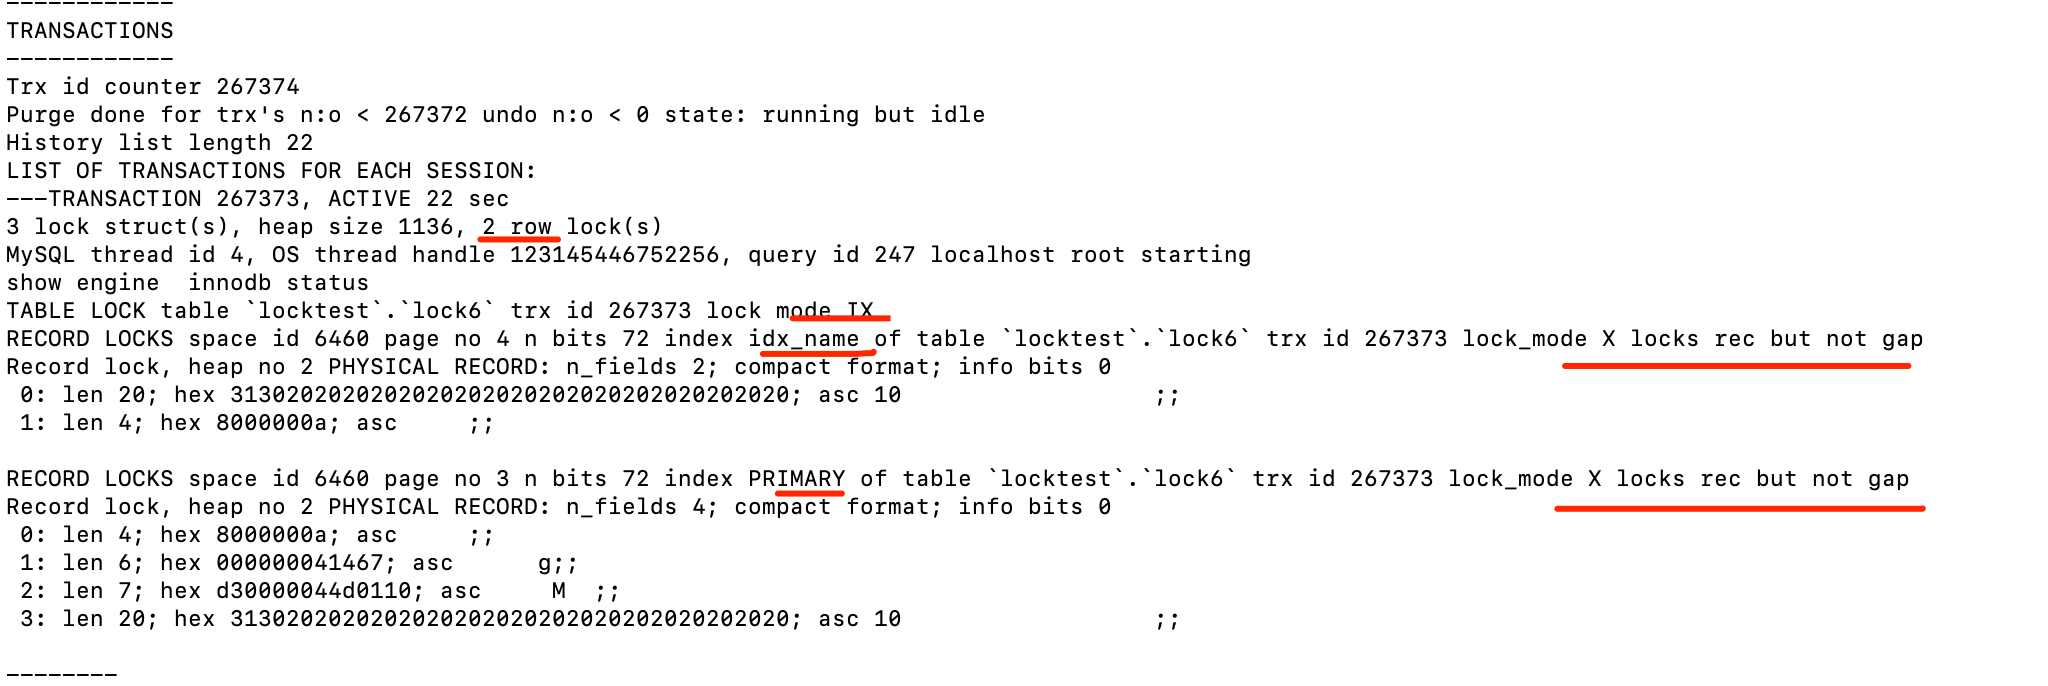 ------------
TRANSACTIONS
------------
Trx id counter 267374
Purge done for trx's n:o < 267372 undo n:o < 0 state: running but idle
History list length 22
LIST OF TRANSACTIONS FOR EACH SESSION:
---TRANSACTION 267373, ACTIVE 22 sec
3 lock struct(s), heap size 1136, 2 row lock(s)
MySQL thread id 4, OS thread handle 123145446752256, query id 247 localhost root starting
show engine  innodb status
TABLE LOCK table `locktest`.`lock6` trx id 267373 lock mode IX
RECORD LOCKS space id 6460 page no 4 n bits 72 index idx_name of table `locktest`.`lock6` trx id 267373 lock_mode X locks rec but not gap
Record lock, heap no 2 PHYSICAL RECORD: n_fields 2; compact format; info bits 0
 0: len 20; hex 3130202020202020202020202020202020202020; asc 10                  ;;
 1: len 4; hex 8000000a; asc     ;;

RECORD LOCKS space id 6460 page no 3 n bits 72 index PRIMARY of table `locktest`.`lock6` trx id 267373 lock_mode X locks rec but not gap
Record lock, heap no 2 PHYSICAL RECORD: n_fields 4; compact format; info bits 0
 0: len 4; hex 8000000a; asc     ;;
 1: len 6; hex 000000041467; asc      g;;
 2: len 7; hex d30000044d0110; asc     M  ;;
 3: len 20; hex 3130202020202020202020202020202020202020; asc 10                  ;;

--------